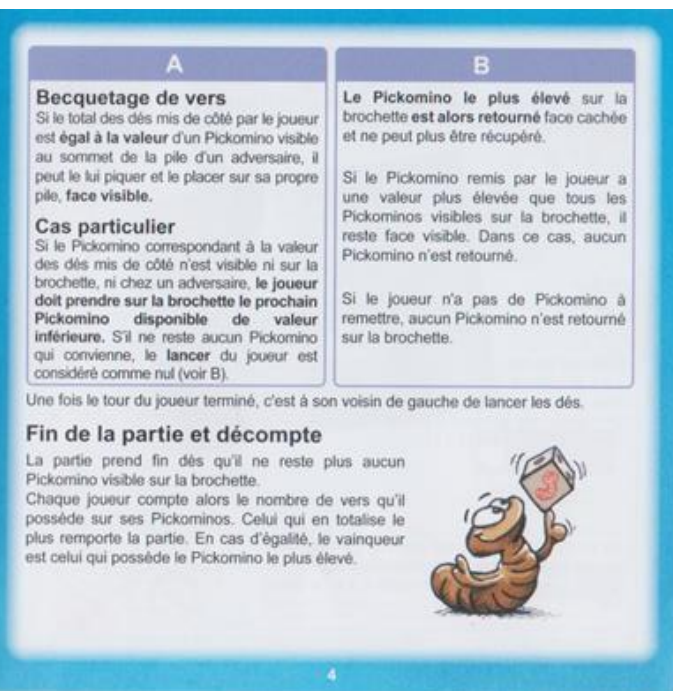 A
Becquetage de vers
Si le total des dés mis de côté par le joueur
est égal à la valeur d'un Pickomino visible
au sommet de la pile d'un adversaire, il
peut le lui piquer et le placer sur sa propre
pile, face visible.
Cas particulier
Si le Pickomino correspondant à la valeur
des dés mis de côté n'est visible ni sur la
brochette, ni chez un adversaire, le joueur
doit prendre sur la brochette le prochain
Pickomino disponible de valeur
inférieure. S'il ne reste aucun Pickomino
qui convienne, le lancer du joueur est
considéré comme nul (voir B).
B
Le Pickomino le plus élevé sur la
brochette est alors retourné face cachée
et ne peut plus être récupéré.
Si le Pickomino remis par le joueur a
une valeur plus élevée que tous les
Pickominos visibles sur la brochette, il
reste face visible. Dans ce cas, aucun
Pickomino n'est retourné.
Si le joueur n'a pas de Pickomino à
remettre, aucun Pickomino n'est retourné
sur la brochette.
Une fois le tour du joueur terminé, c'est à son voisin de gauche de lancer les dés.
Fin de la partie et décompte
La partie prend fin dès qu'il ne reste plus aucun
Pickomino visible sur la brochette.
Chaque joueur compte alors le nombre de vers qu'il
possède sur ses Pickominos. Celui qui en totalise le
plus remporte la partie. En cas d'égalité, le vainqueur
est celui qui possède le Pickomino le plus élevé.
4